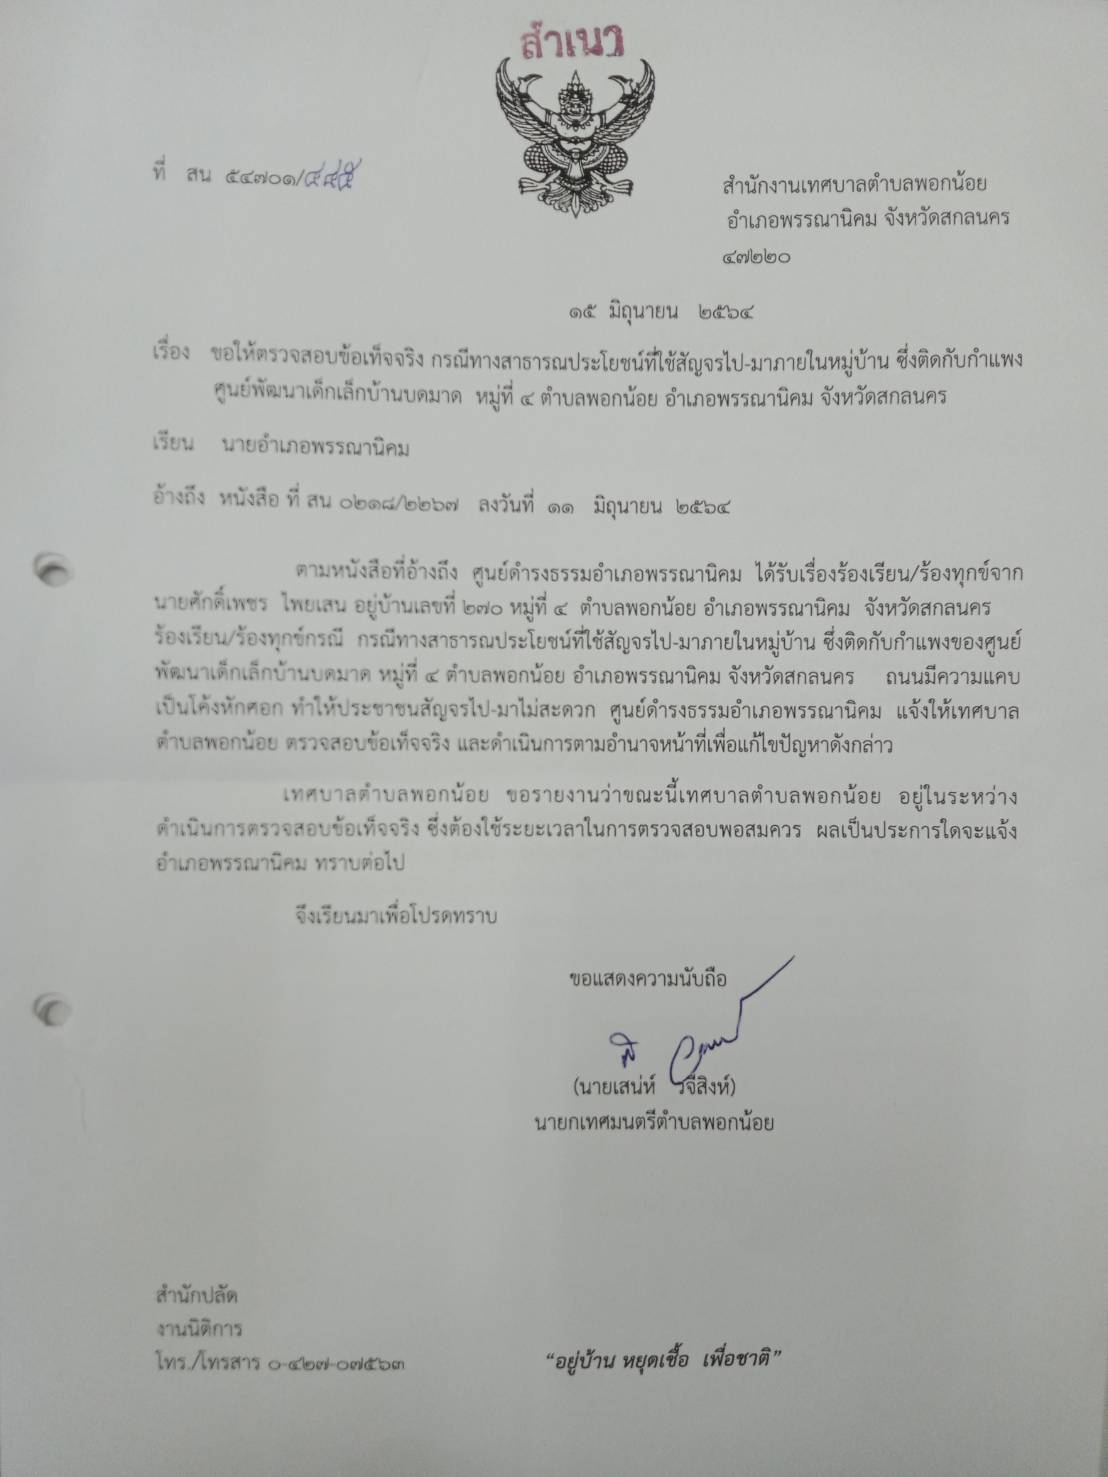 สำเนา
ที่ สน ๕๔๗๐๑/๔๔๕
สำนักงานเทศบาลตำบลพอกน้อย
อำเภอพรรณานิคม จังหวัดสกลนคร
๔๗๒๒๐
๑๕ มิถุนายน ๒๕๖๔
เรื่อง ขอให้ตรวจสอบข้อเท็จจริง กรณีทางสาธารณประโยชน์ที่ใช้สัญจรไป-มาภายในหมู่บ้าน ซึ่งติดกับกำแพง
ศูนย์พัฒนาเด็กเล็กบ้านบดมาด หมู่ที่ ๔ ตำบลพอกน้อย อำเภอพรรณานิคม จังหวัดสกลนคร
เรียน นายอำเภอพรรณานิคม
อ้างถึง หนังสือ ที่ สน ๐๒๑๘/๒๒๖๗ ลงวันที่ ๑๑ มิถุนายน ๒๕๖๔
ตามหนังสือที่อ้างถึง ศูนย์ดำรงธรรมอำเภอพรรณานิคม ได้รับเรื่องร้องเรียน/ร้องทุกข์จาก
นายศักดิ์เพชร ไพยเสน อยู่บ้านเลขที่ ๒๗๐ หมู่ที่ ๔ ตำบลพอกน้อย อำเภอพรรณานิคม จังหวัดสกลนคร
ร้องเรียน/ร้องทุกข์กรณี กรณีทางสาธารณประโยชน์ที่ใช้สัญจรไป-มาภายในหมู่บ้าน ซึ่งติดกับกำแพงของศูนย์
พัฒนาเด็กเล็กบ้านบดมาด หมู่ที่ ๔ ตำบลพอกน้อย อำเภอพรรณานิคม จังหวัดสกลนคร ถนนมีความแคบ
เป็นโค้งหักศอก ทำให้ประชาชนสัญจรไป-มาไม่สะดวก ศูนย์ดำรงธรรมอำเภอพรรณานิคม แจ้งให้เทศบาล
ตำบลพอกน้อย ตรวจสอบข้อเท็จจริง และดำเนินการตามอำนาจหน้าที่เพื่อแก้ไขปัญหาดังกล่าว
เทศบาลตำบลพอกน้อย ขอรายงานว่าขณะนี้เทศบาลตำบลพอกน้อย อยู่ในระหว่าง
ดำเนินการตรวจสอบข้อเท็จจริง ซึ่งต้องใช้ระยะเวลาในการตรวจสอบพอสมควร ผลเป็นประการใดจะแจ้ง
อำเภอพรรณานิคม ทราบต่อไป
จึงเรียนมาเพื่อโปรดทราบ
ขอแสดงความนับถือ
(นายเสน่ห์ วจีสิงห์)
นายกเทศมนตรีตำบลพอกน้อย
สำนักปลัด
งานนิติการ
โทร./โทรสาร ๐-๔๒๗-๐๗๕๖๓
"อยู่บ้าน หยุดเชื้อ เพื่อชาติ"